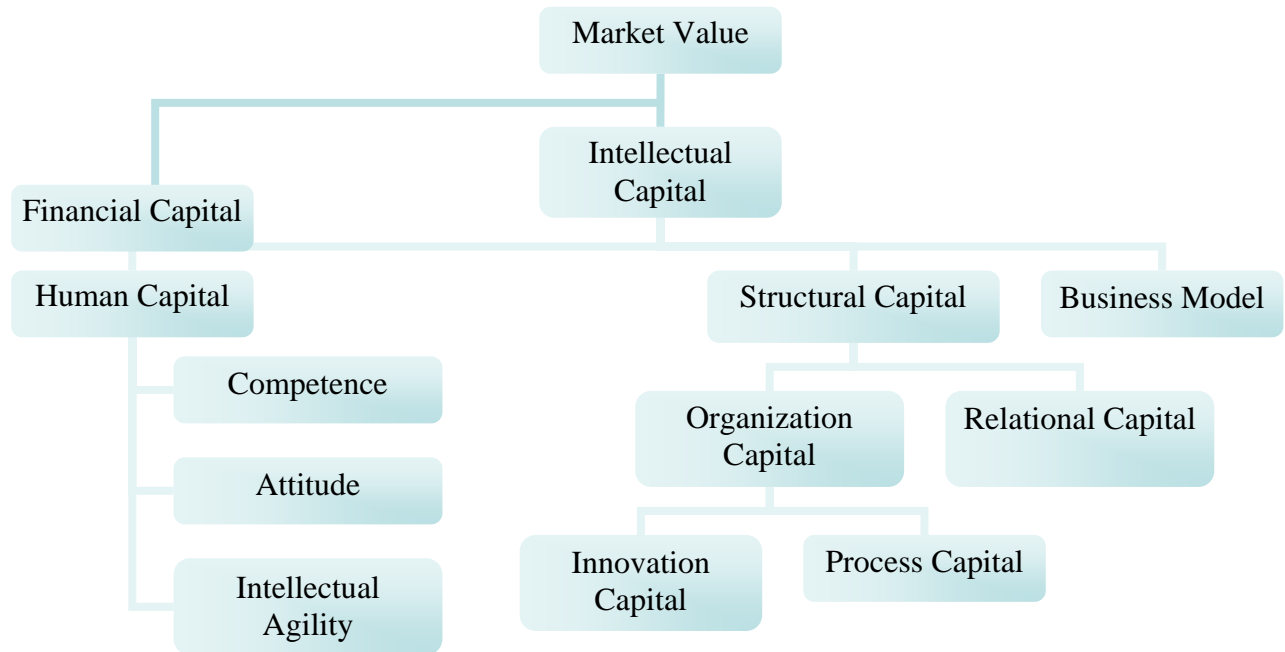 Market Value
Intellectual
Capital
Financial Capital
Human Capital
Structural Capital
Business Model
Competence
Organization
Capital
Relational Capital
Attitude
Innovation
Capital
Process Capital
Intellectual
Agility